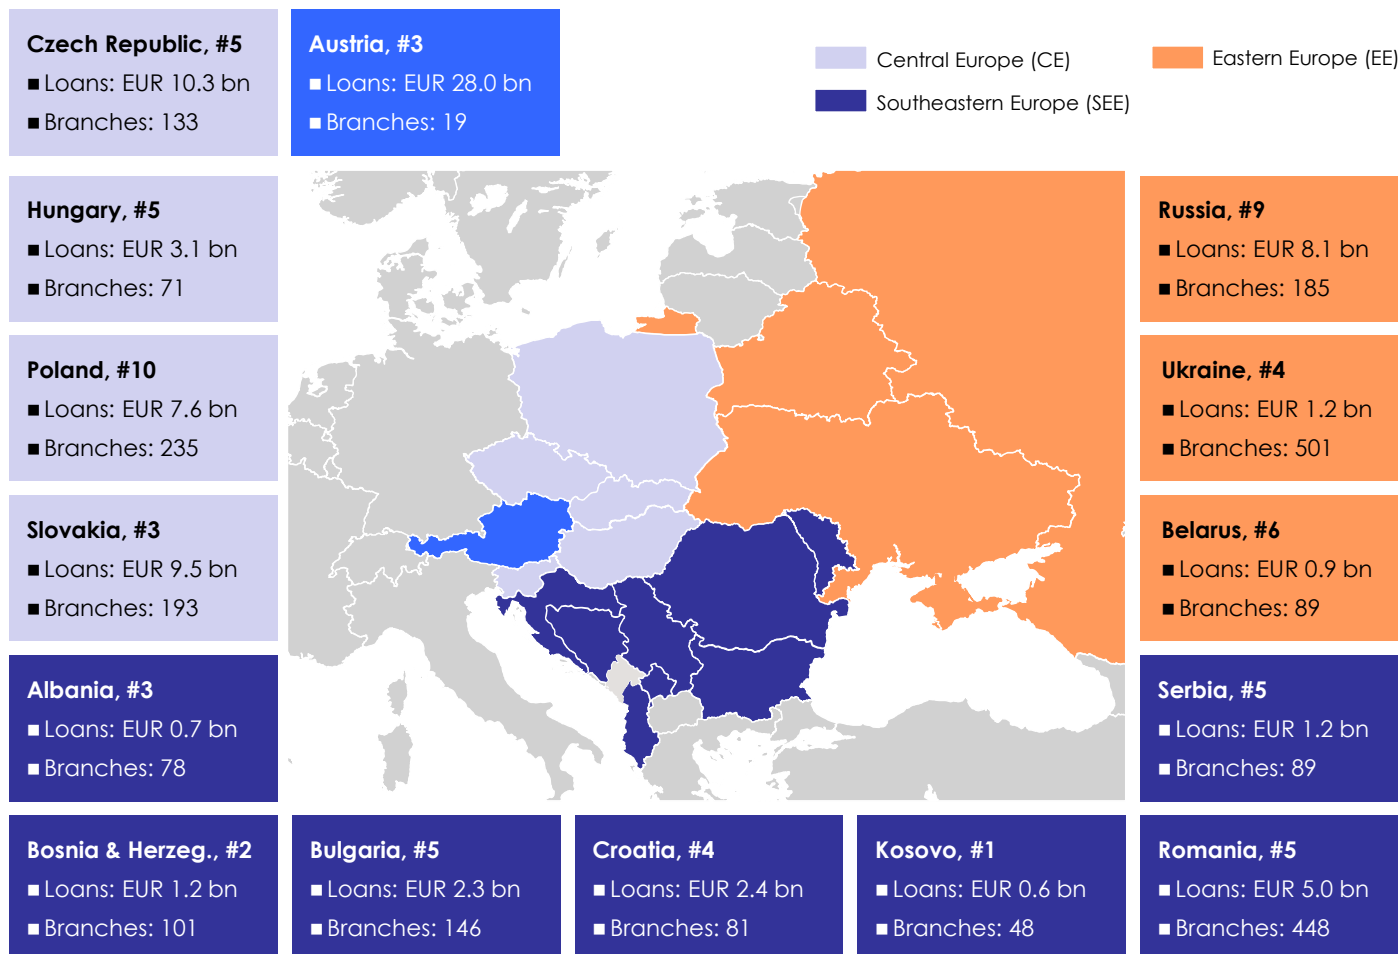 Czech Republic, #5
■ Loans: EUR 10.3 bn
■ Branches: 133
Austria, #3
■ Loans: EUR 28.0 bn
■ Branches: 19
Central Europe (CE)
Eastern Europe (EE)
Southeastern Europe (SEE)
Hungary, #5
■ Loans: EUR 3.1 bn
■ Branches: 71
Russia, #9
■ Loans: EUR 8.1 bn
■ Branches: 185
Poland, #10
■ Loans: EUR 7.6 bn
■ Branches: 235
Ukraine, #4
■ Loans: EUR 1.2 bn
■ Branches: 501
Slovakia, #3
■ Loans: EUR 9.5 bn
■ Branches: 193
Belarus, #6
■ Loans: EUR 0.9 bn
■ Branches: 89
Albania, #3
■ Loans: EUR 0.7 bn
■ Branches: 78
Serbia, #5
■ Loans: EUR 1.2 bn
■ Branches: 89
Bosnia & Herzeg., #2
■ Loans: EUR 1.2 bn
■ Branches: 101
Bulgaria, #5
■ Loans: EUR 2.3 bn
■ Branches: 146
Croatia, #4
■ Loans: EUR 2.4 bn
■ Branches: 81
Kosovo, #1
■ Loans: EUR 0.6 bn
■ Branches: 48
Romania, #5
■ Loans: EUR 5.0 bn
■ Branches: 448